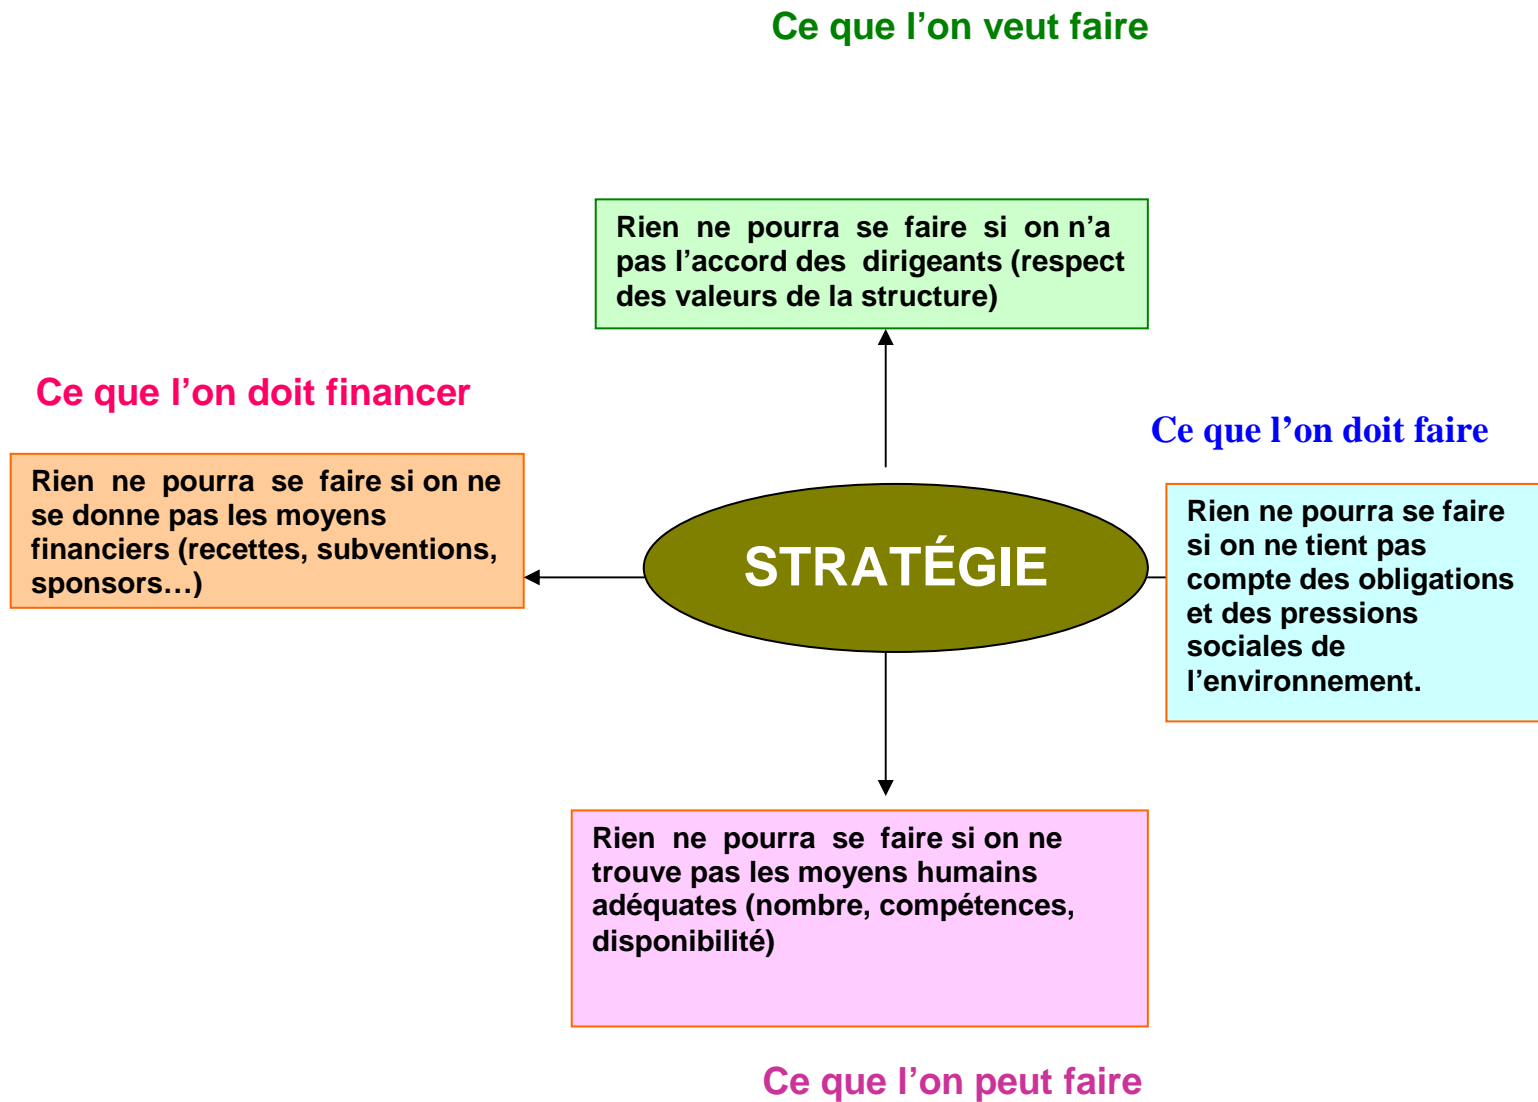 Ce que l'on veut faire
Rien ne pourra se faire si on n'a
pas l'accord des dirigeants (respect
des valeurs de la structure)
Ce que l'on doit financer
Rien ne pourra se faire si on ne
se donne pas les moyens
financiers (recettes, subventions,
sponsors…)
STRATÉGIE
Ce que l'on doit faire
Rien ne pourra se faire
si on ne tient pas
compte des obligations
et des pressions
sociales de
l'environnement.
Rien ne pourra se faire si on ne
trouve pas les moyens humains
adéquates (nombre, compétences,
disponibilité)
Ce que l'on peut faire